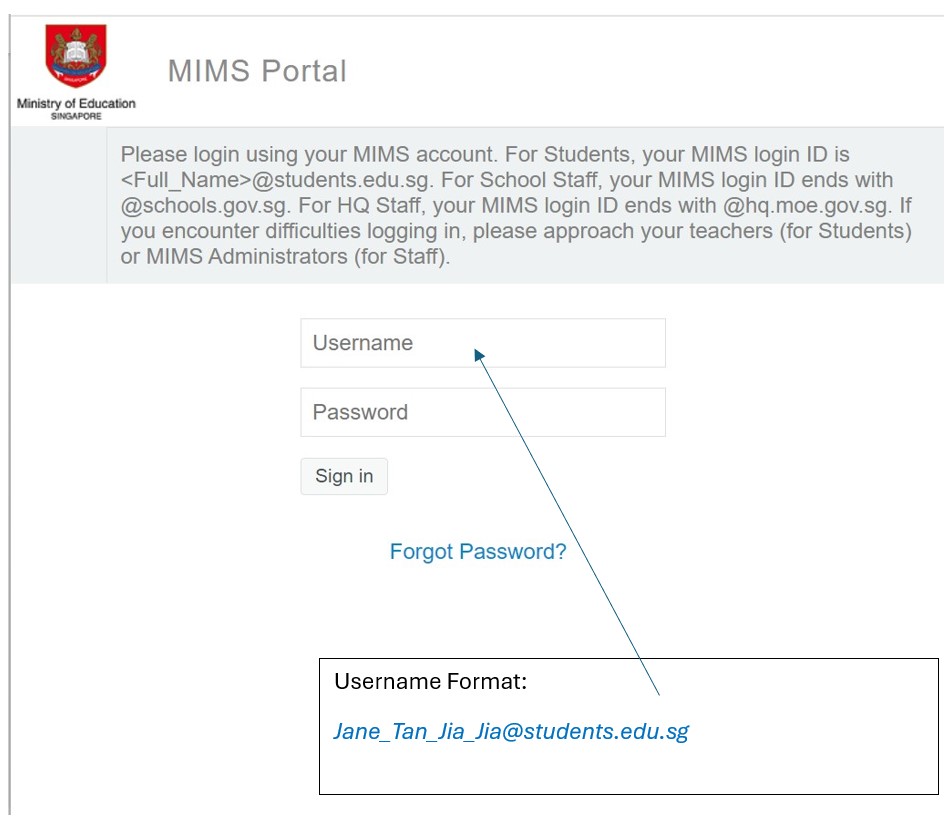 MIMS Portal
Ministry of Education
SINGAPORE
Please login using your MIMS account. For Students, your MIMS login ID is
<Full_Name>@students.edu.sg. For School Staff, your MIMS login ID ends with
@schools.gov.sg. For HQ Staff, your MIMS login ID ends with @hq.moe.gov.sg. If
you encounter difficulties logging in, please approach your teachers (for Students)
or MIMS Administrators (for Staff).
Username
Password
Sign in
Forgot Password?
Username Format:
Jane_Tan_Jia_Jia@students.edu.sg